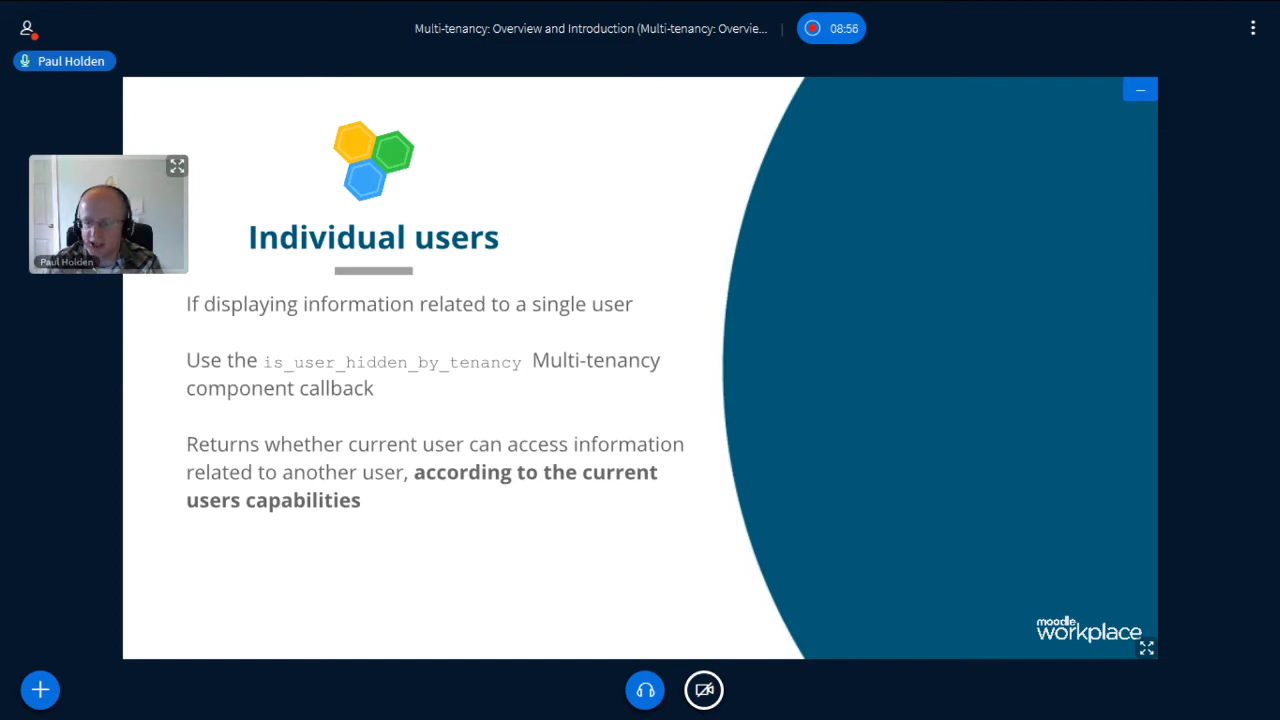 Multi-tenancy: Overview and Introduction (Multi-tenancy: Overvie...
08:56
Paul Holden
Paul Holden
Individual users
If displaying information related to a single user
Use the is_user_hidden_by_tenancy Multi-tenancy
component callback
Returns whether current user can access information
related to another user, according to the current
users capabilities
moodle
workplace